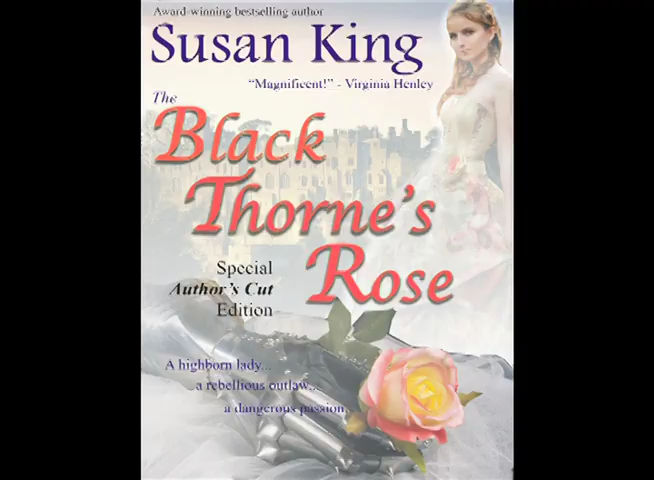 Award-winning bestselling author
Susan King
"Magnificent!" - Virginia Henley
The
Black
Thorne's
Rose
Special
Author's Cut
Edition
A highborn lady...
a rebellious outlaw...
a dangerous passion.